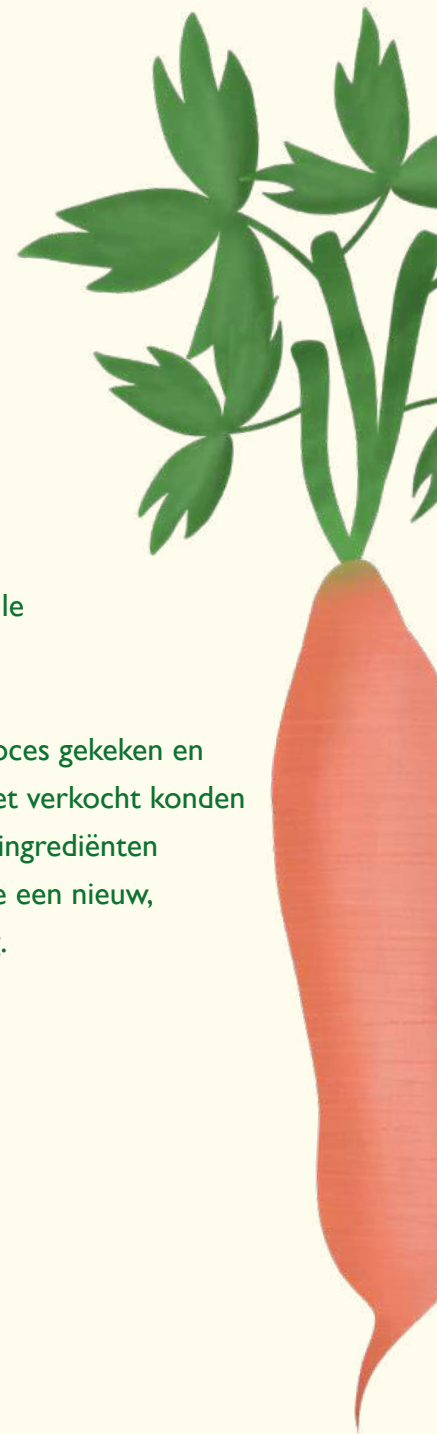 le
oces gekeken en
et verkocht konden
ingrediënten
e een nieuw,
.